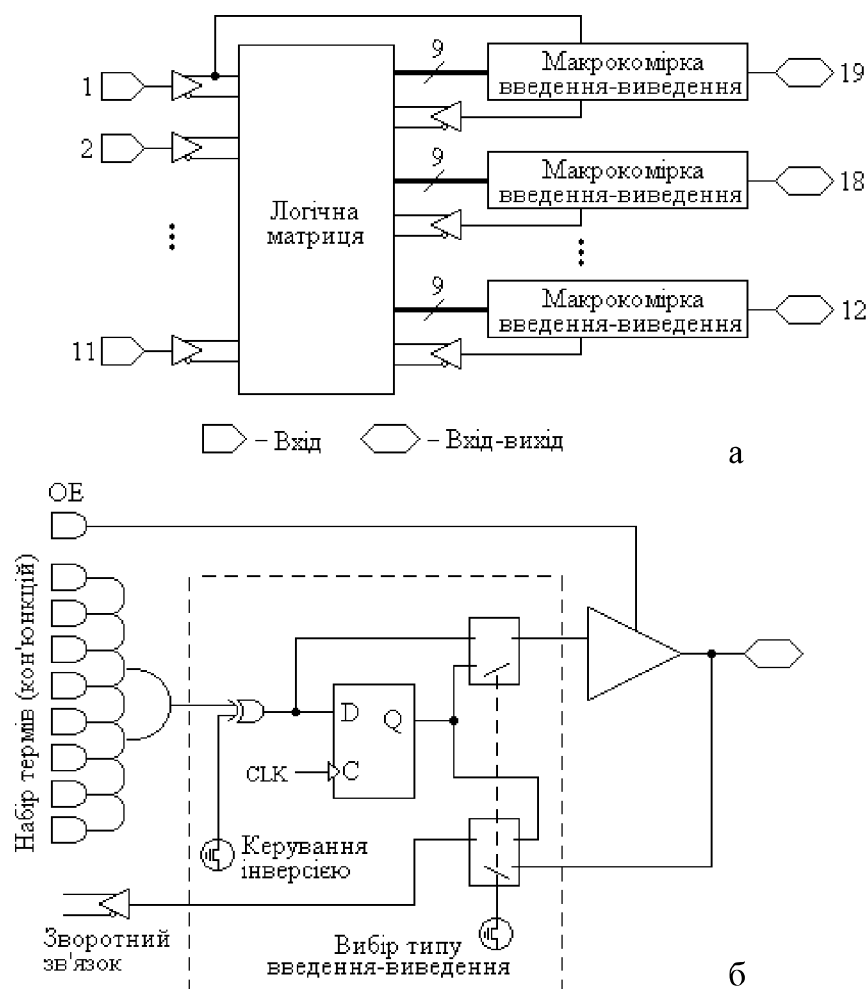 9
Макрокомірка
введення-виведення
19
1
2
9
Макрокомірка
введення-виведення
18
Логічна
матриця
9
Макрокомірка
введення-виведення
12
11
– Вхід
– Вхід-вихід
а
OE
Набір термів (кон'юнкцій)
D
Q
CLK
C
Керування
інверсією
Зворотний
зв'язок
Вибір типу
введення-виведення
б